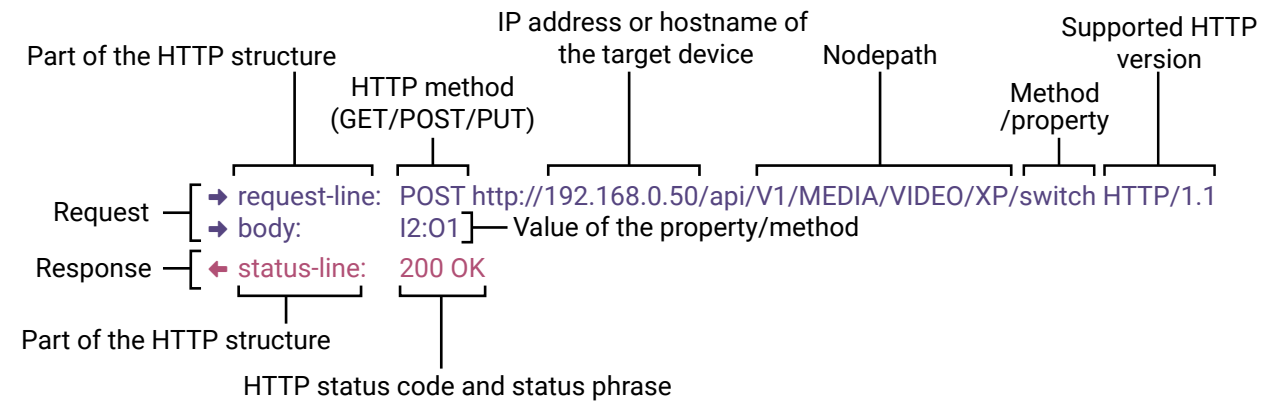 IP address or hostname of
the target device
Supported HTTP
version
Part of the HTTP structure
Nodepath
HTTP method
(GET/POST/PUT)
Method
/property
Request
request-line: POST http://192.168.0.50/api/V1/MEDIA/VIDEO/XP/switch HTTP/1.1
body: I2:O1
Value of the property/method
Response
status-line: 200 OK
Part of the HTTP structure
HTTP status code and status phrase